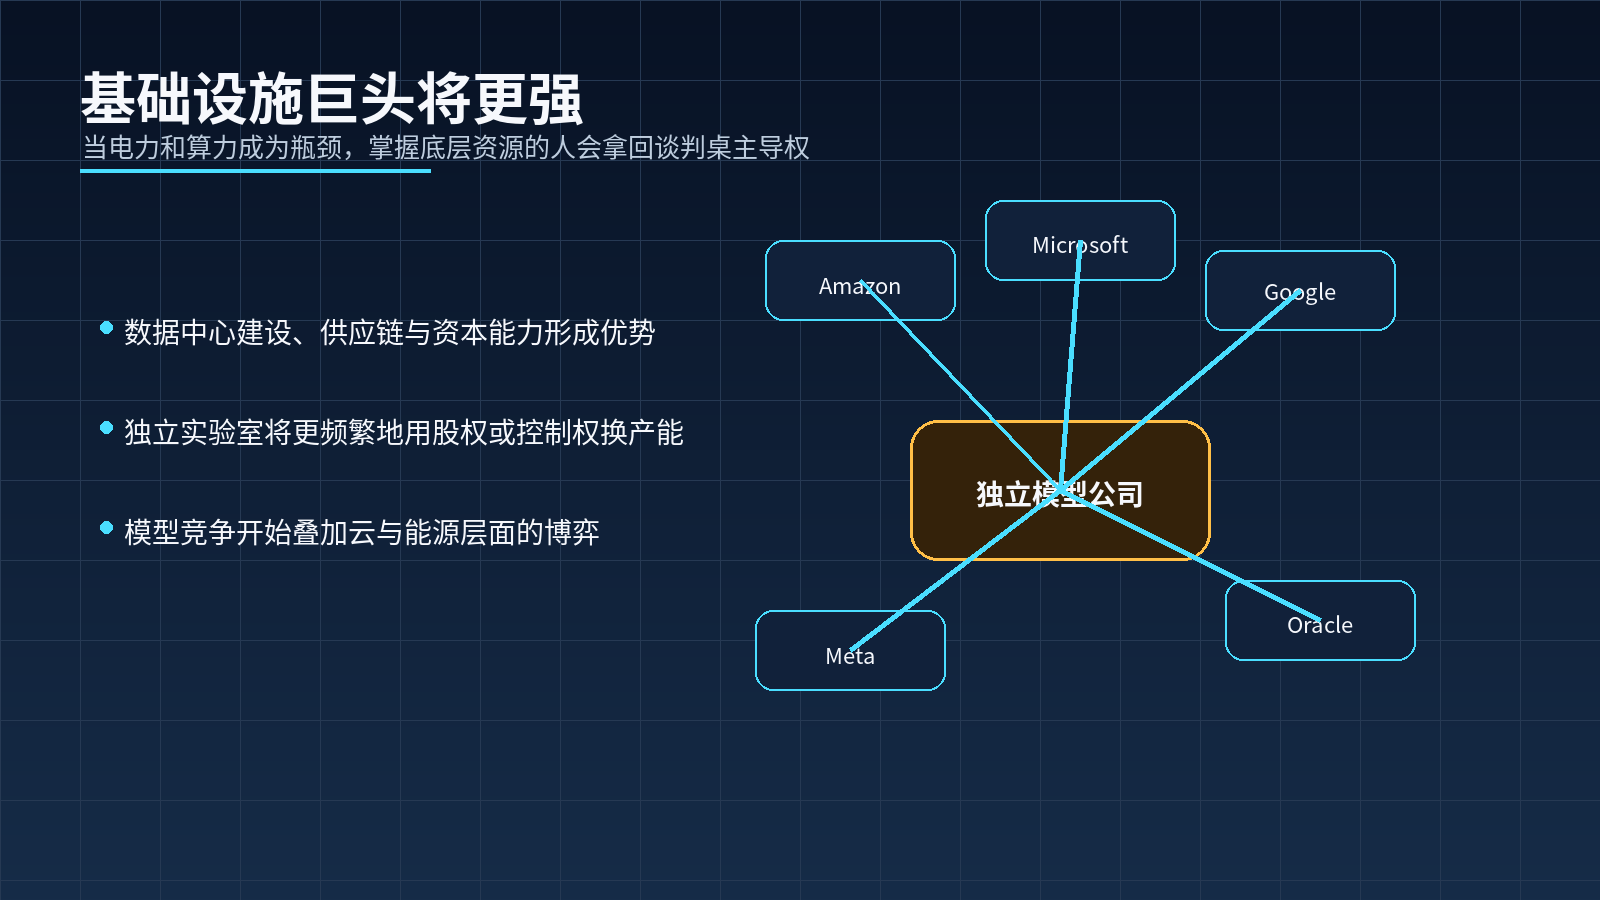 基础设施巨头将更强
当电力和算力成为瓶颈，掌握底层资源的人会拿回谈判桌主导权
数据中心建设、供应链与资本能力形成优势
独立实验室将更频繁地用股权或控制权换产能
模型竞争开始叠加云与能源层面的博弈
Amazon
Microsoft
Google
独立模型公司
Meta
Oracle